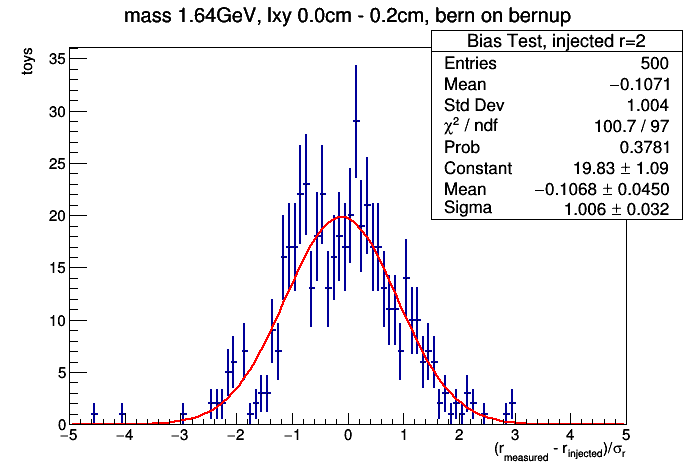 mass 1.64GeV, lxy 0.0cm - 0.2cm, bern on bernup
Bias Test, injected r=2
Entries 500
Mean −0.1071
Std Dev 1.004
χ² / ndf 100.7 / 97
Prob 0.3781
Constant 19.83 ± 1.09
Mean −0.1068 ± 0.0450
Sigma 1.006 ± 0.032
toys
35
30
25
20
15
10
5
0
−5 −4 −3 −2 −1 0 1 2 3 4 5
(r_measured - r_injected)/σ_r